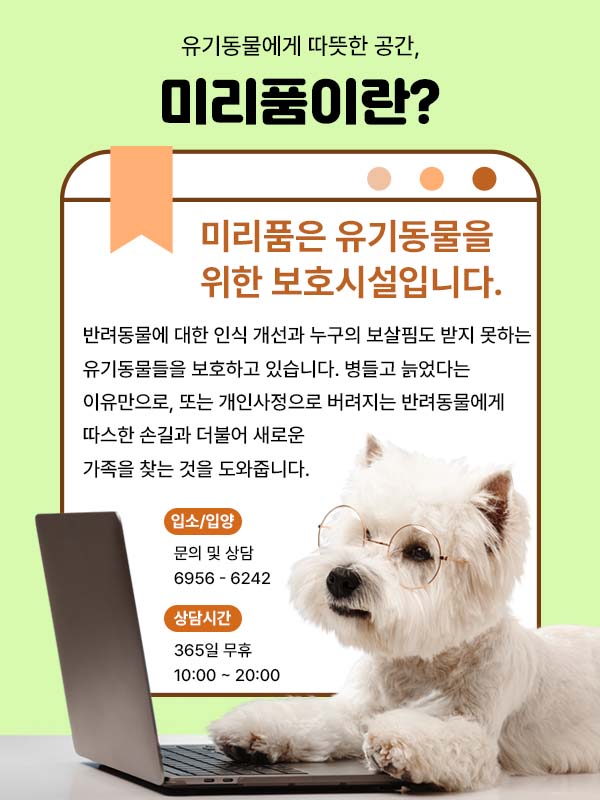 유기동물에게 따뜻한 공간,
미리품이란?
미리품은 유기동물을
위한 보호시설입니다.
반려동물에 대한 인식 개선과 누구의 보살핌도 받지 못하는
유기동물들을 보호하고 있습니다. 병들고 늙었다는
이유만으로, 또는 개인사정으로 버려지는 반려동물에게
따스한 손길과 더불어 새로운
가족을 찾는 것을 도와줍니다.
입소/입양
문의 및 상담
6956 - 6242
상담시간
365일 무휴
10:00 ~ 20:00